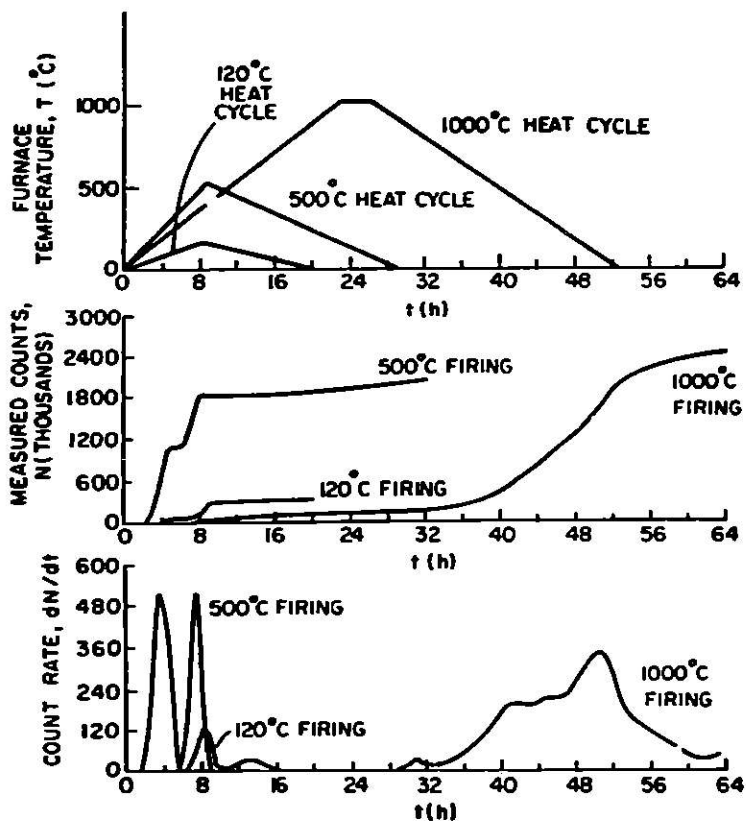 FURNACE
TEMPERATURE, T (°C)
1000
500
0
120°C
HEAT
CYCLE
1000°C HEAT CYCLE
500°C HEAT CYCLE
0 8 16 24 32 40 48 56 64
t(h)
MEASURED COUNTS,
N(THOUSANDS)
3000
2400
1800
1200
600
0
500°C FIRING
1000°C
FIRING
120°C FIRING
0 8 16 24 32 40 48 56 64
t(h)
COUNT RATE, dN/dt
600
480
360
240
120
0
500°C FIRING
120°C FIRING
1000°C
FIRING
0 8 16 24 32 40 48 56 64
t(h)